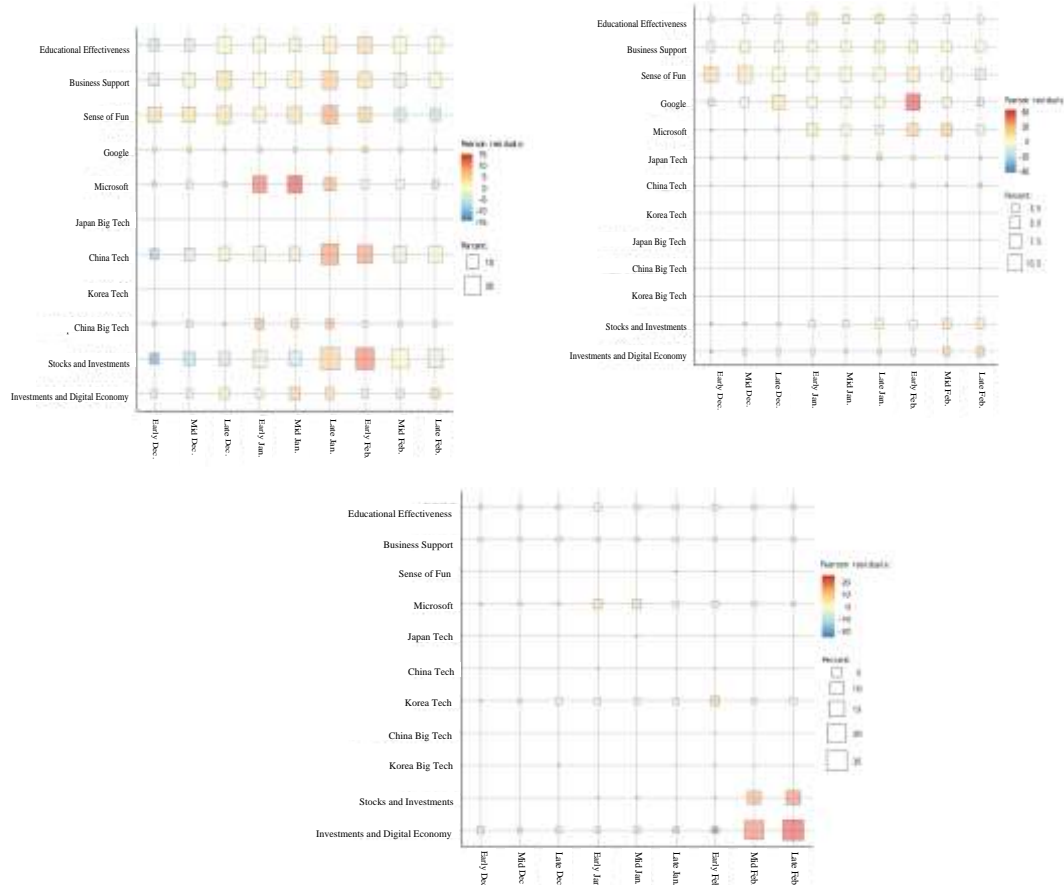 Educational Effectiveness
Business Support
Sense of Fun
Google
Microsoft
Japan Big Tech
China Tech
Korea Tech
China Big Tech
Stocks and Investments
Investments and Digital Economy
Early Dec.
Mid Dec.
Late Dec.
Early Jan.
Mid Jan.
Late Jan.
Early Feb.
Mid Feb.
Late Feb.
Pearson residuals:
Percent:
Educational Effectiveness
Business Support
Sense of Fun
Google
Microsoft
Japan Tech
China Tech
Korea Tech
Japan Big Tech
China Big Tech
Korea Big Tech
Stocks and Investments
Investments and Digital Economy
Early Dec.
Mid Dec.
Late Dec.
Early Jan.
Mid Jan.
Late Jan.
Early Feb.
Mid Feb.
Late Feb.
Pearson residuals:
Percent:
Educational Effectiveness
Business Support
Sense of Fun
Microsoft
Japan Tech
China Tech
Korea Tech
China Big Tech
Korea Big Tech
Stocks and Investments
Investments and Digital Economy
Early Dec
Mid Dec
Late Dec
Early Jan
Mid Jan.
Late Jan.
Early Feb
Mid Feb.
Late Feb.
Pearson residuals:
Percent: